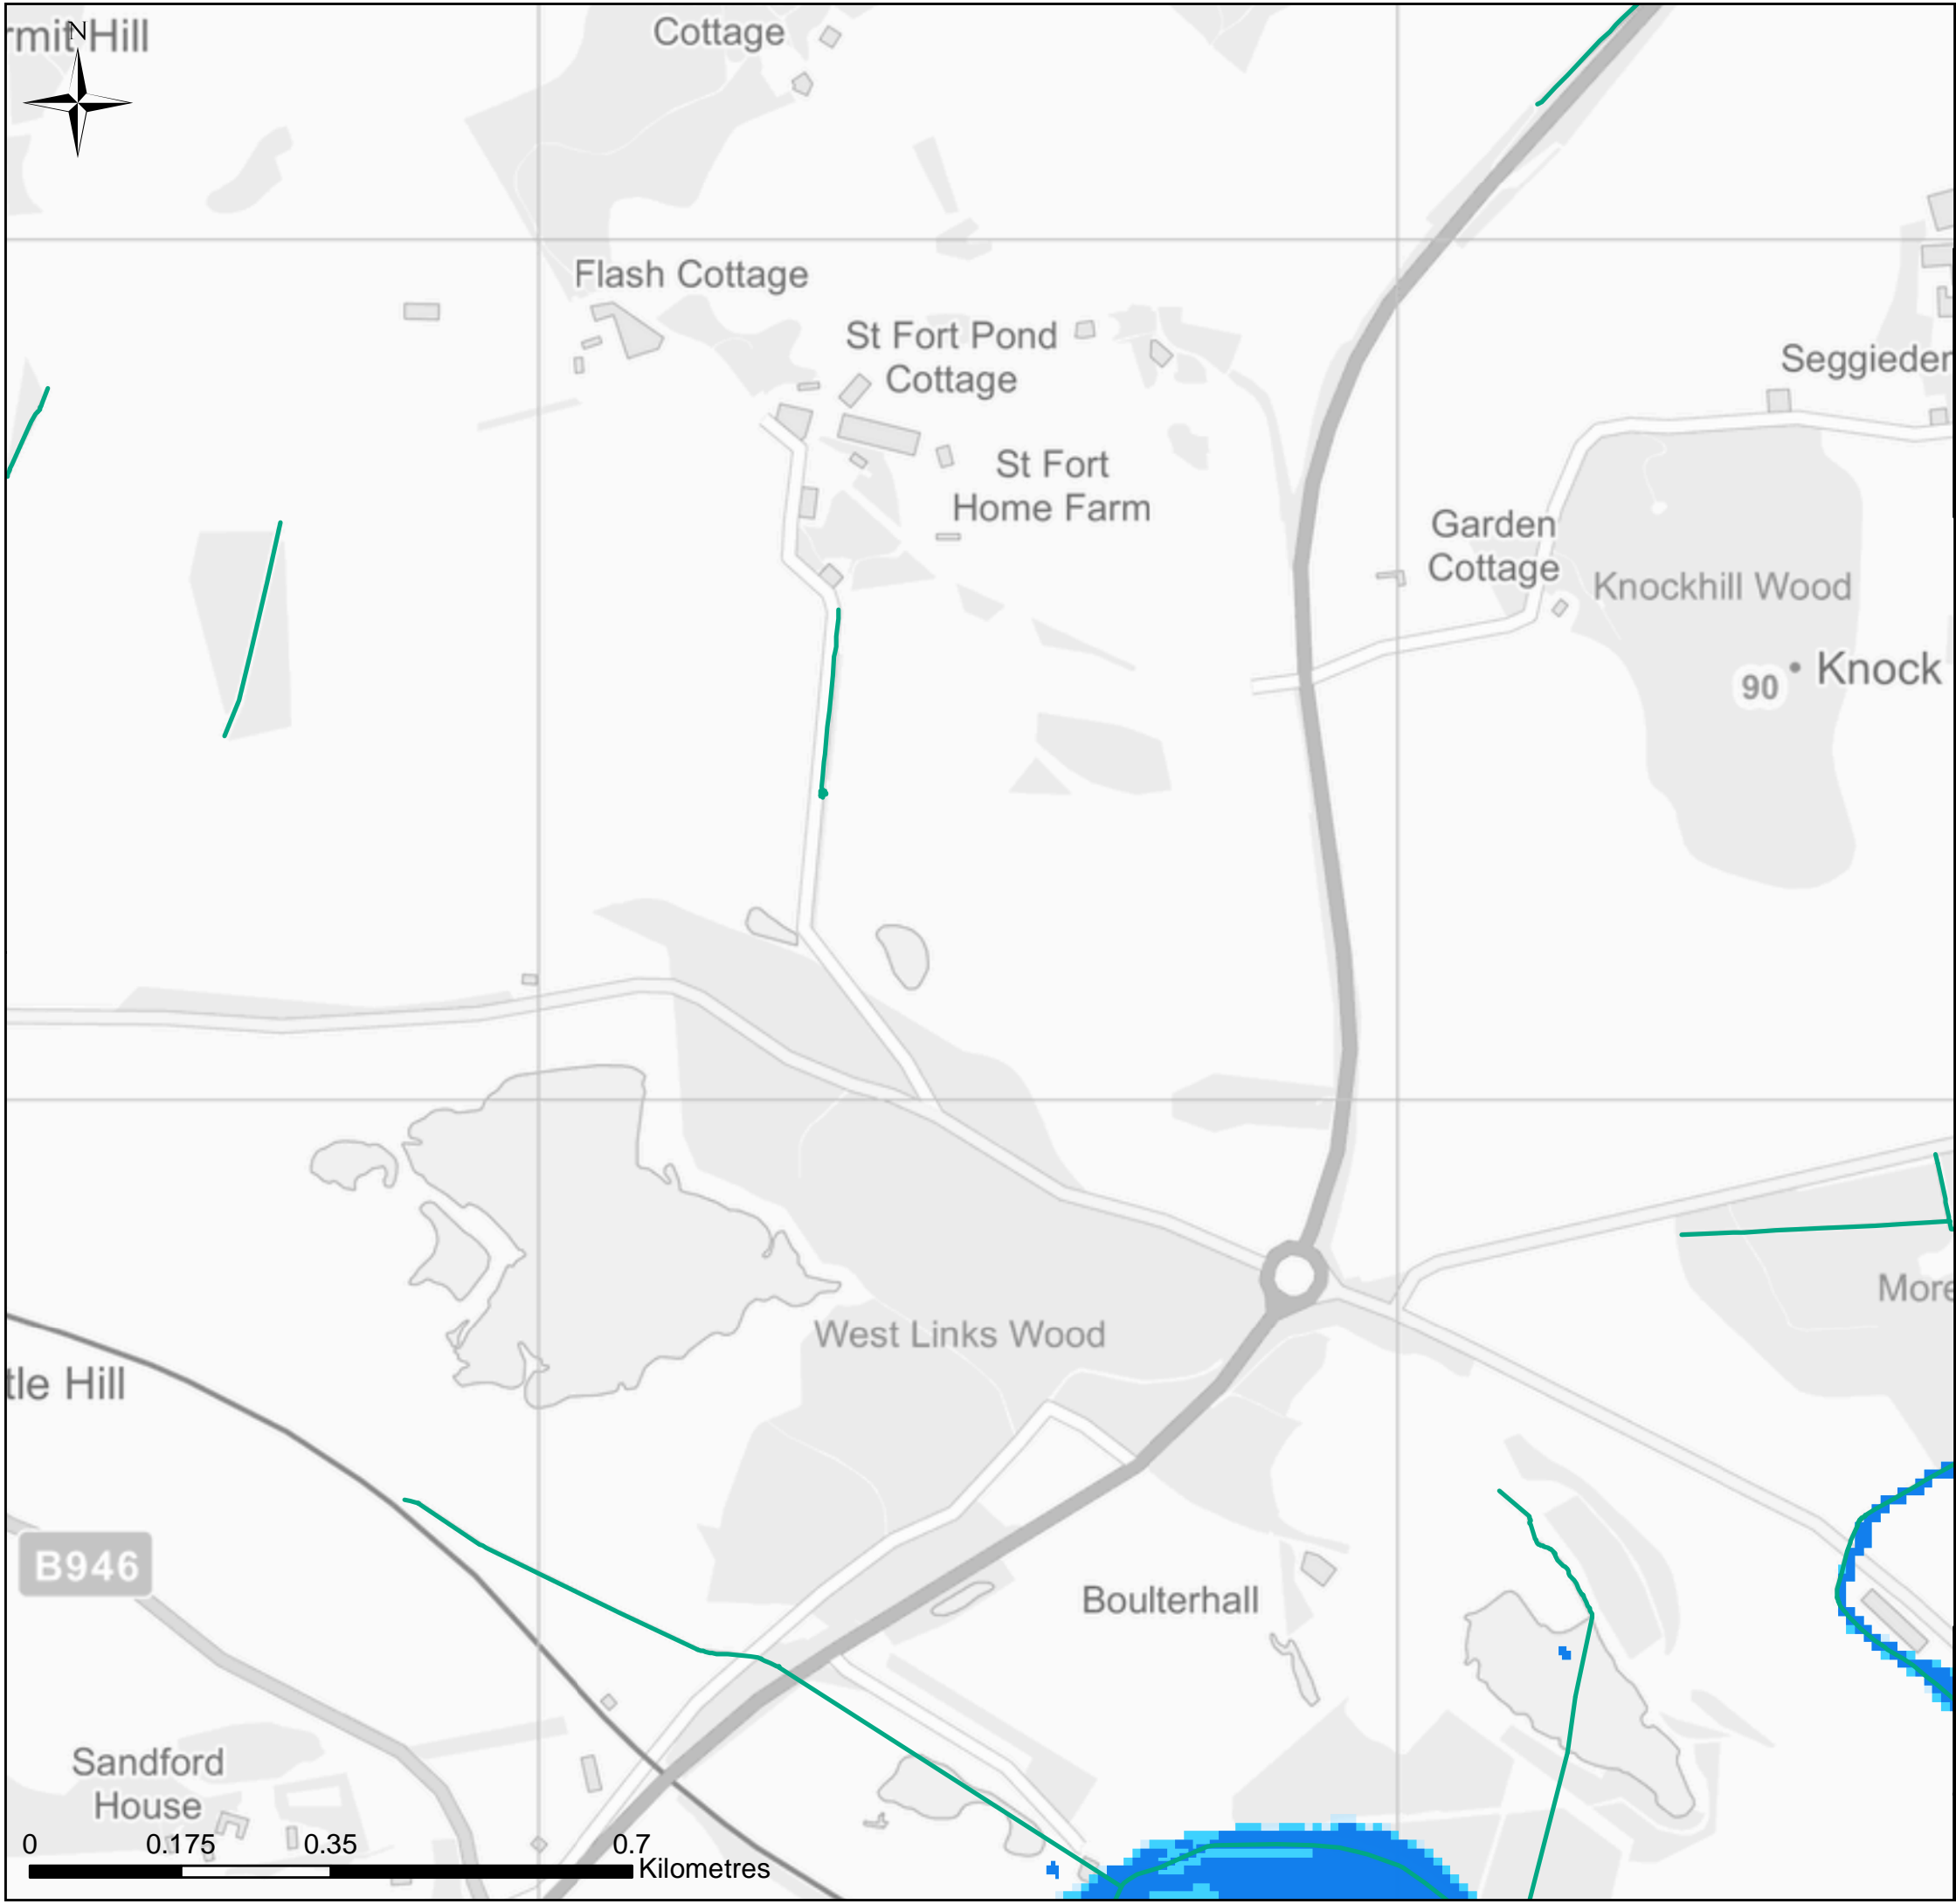 rmit Hill
N
Cottage
Flash Cottage
St Fort Pond
Cottage
Seggieden
St Fort
Home Farm
Garden
Cottage
Knockhill Wood
Knock
90
More
West Links Wood
tle Hill
B946
Boulterhall
Sandford
House
0 0.175 0.35 0.7
Kilometres